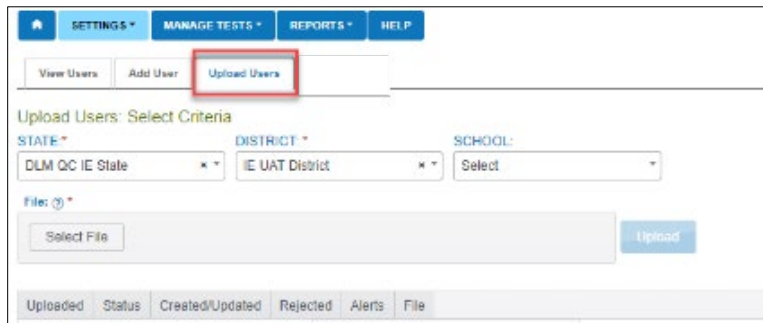 SETTINGS MANAGE TESTS REPORTS HELP
View Users Add User Upload Users
Upload Users: Select Criteria
STATE:* DISTRICT: * SCHOOL:
DLM QC IE State × IE UAT District × Select
File: ? *
Select File Upload
Uploaded Status Created/Updated Rejected Alerts File